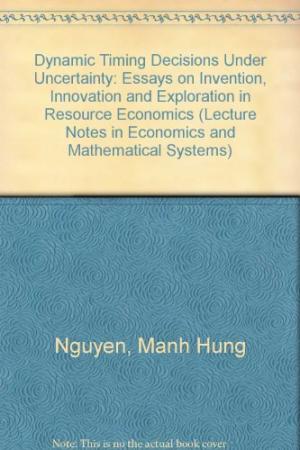 Dynamic Timing Decisions Under
Uncertainty: Essays on Invention,
Innovation and Exploration in
Resource Economics (Lecture
Notes in Economics and
Mathematical Systems)
Nguyen, Manh Hung
Note: This is no the actual book cover